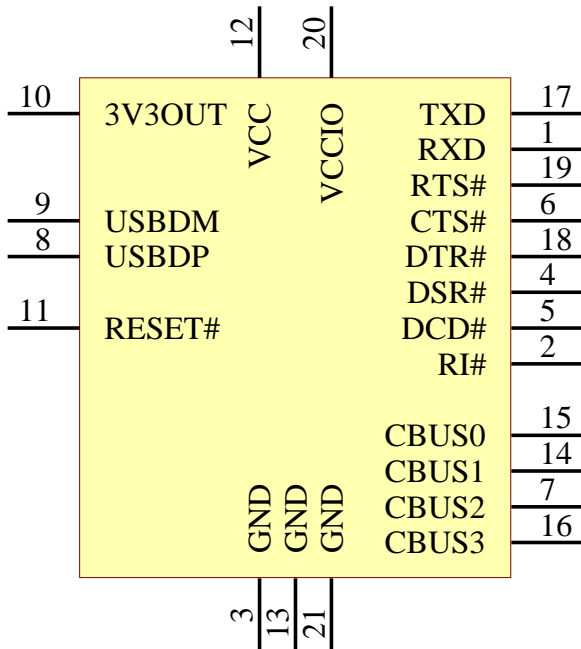 12 20
10 3V3OUT VCC VCCIO TXD 17
RXD 1
RTS# 19
9 USBDM CTS# 6
8 USBDP DTR# 18
DSR# 4
11 RESET# DCD# 5
RI# 2
CBUS0 15
CBUS1 14
CBUS2 7
GND GND GND CBUS3 16
3 13 21